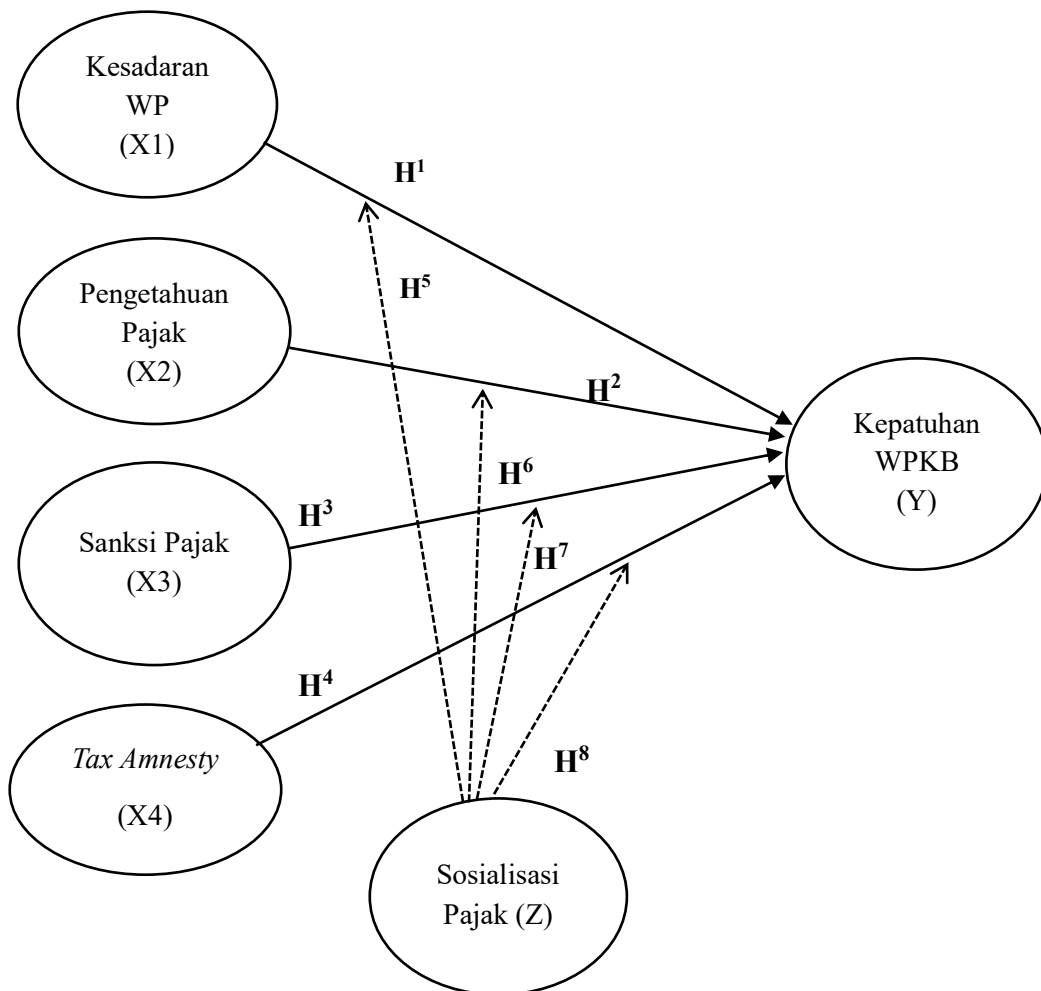 Kesadaran
WP
(X1)
H¹
H⁵
Pengetahuan
Pajak
(X2)
H²
Kepatuhan
WPKB
(Y)
H⁶
H³
Sanksi Pajak
(X3)
H⁷
H⁴
Tax Amnesty
(X4)
H⁸
Sosialisasi
Pajak (Z)